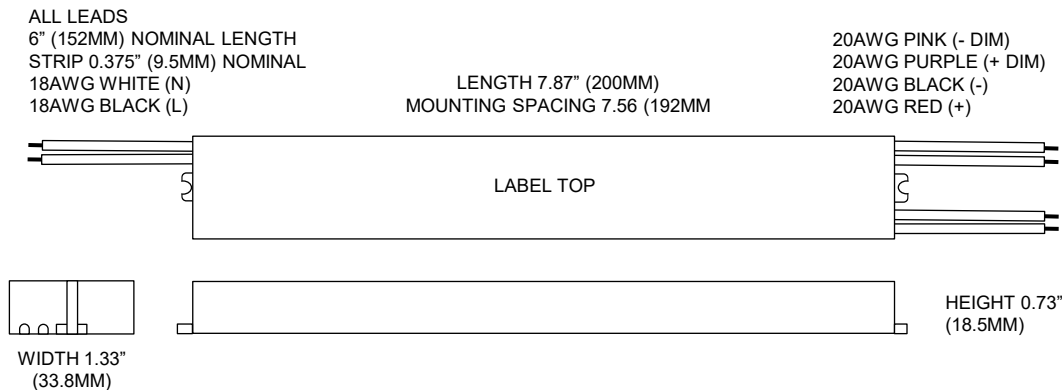 ALL LEADS
6” (152MM) NOMINAL LENGTH
STRIP 0.375” (9.5MM) NOMINAL
18AWG WHITE (N)
18AWG BLACK (L)
LENGTH 7.87” (200MM)
MOUNTING SPACING 7.56 (192MM
20AWG PINK (- DIM)
20AWG PURPLE (+ DIM)
20AWG BLACK (-)
20AWG RED (+)
LABEL TOP
WIDTH 1.33”
(33.8MM)
HEIGHT 0.73”
(18.5MM)